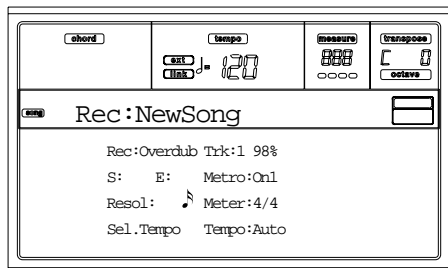 chord tempo measure transpose
ext
link = 120 888 C 0
octave
song Rec:NewSong
Rec:Overdub Trk:1 98%
S: E: Metro:On1
Resol: Meter:4/4
Sel.Tempo Tempo:Auto